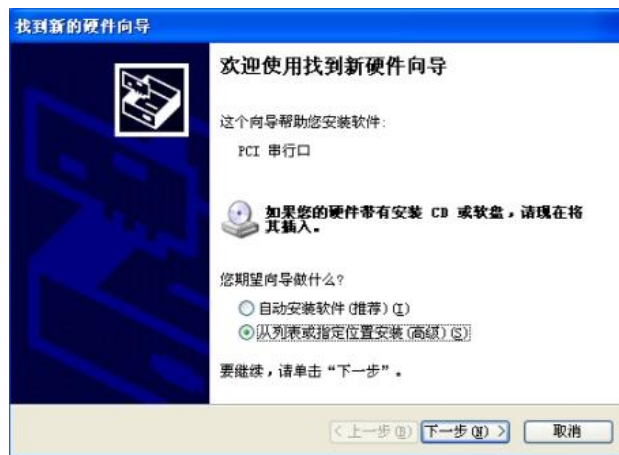 找到新的硬件向导
欢迎使用找到新硬件向导
这个向导帮助您安装软件:
PCI 串行口
如果您的硬件带有安装 CD 或软盘，请现在将
其插入。
您期望向导做什么?
自动安装软件(推荐)(I)
从列表或指定位置安装(高级)(S)
要继续，请单击“下一步”。
<上一步(B) 下一步(N)> 取消